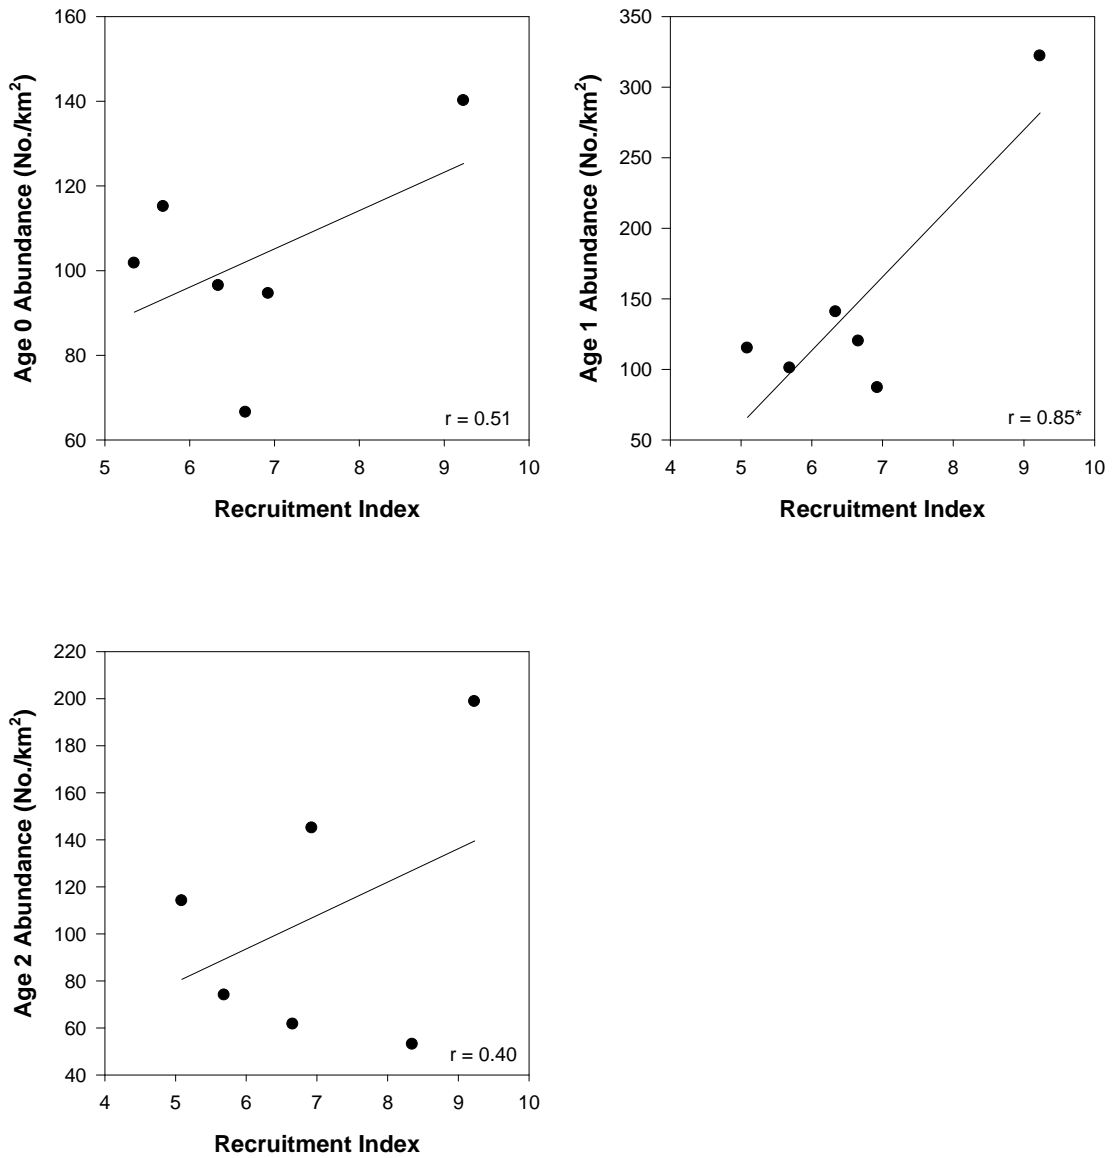 160
140
120
100
80
60
Age 0 Abundance (No./km²)
r = 0.51
5 6 7 8 9 10
Recruitment Index
350
300
250
200
150
100
50
Age 1 Abundance (No./km²)
r = 0.85*
4 5 6 7 8 9 10
Recruitment Index
220
200
180
160
140
120
100
80
60
40
Age 2 Abundance (No./km²)
r = 0.40
4 5 6 7 8 9 10
Recruitment Index